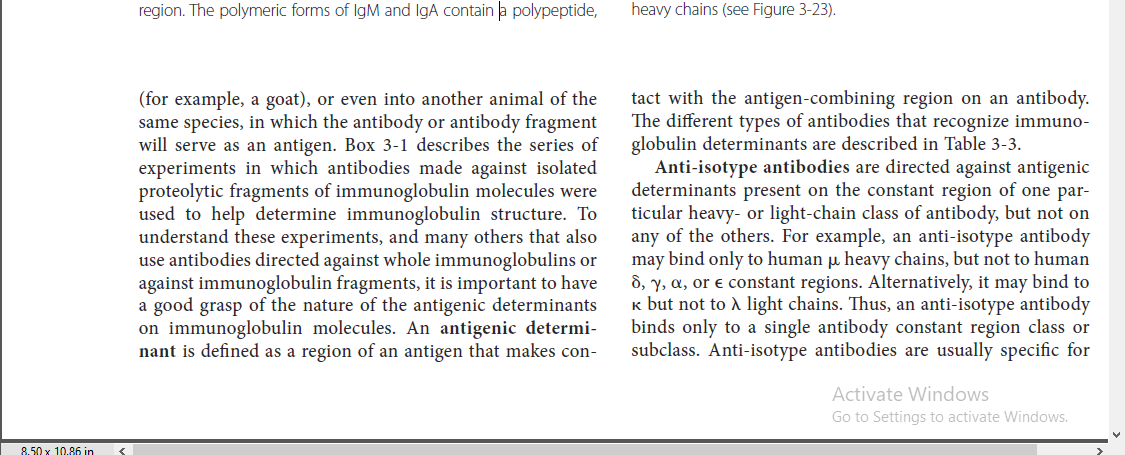 region. The polymeric forms of IgM and IgA contain a polypeptide,
(for example, a goat), or even into another animal of the
same species, in which the antibody or antibody fragment
will serve as an antigen. Box 3-1 describes the series of
experiments in which antibodies made against isolated
proteolytic fragments of immunoglobulin molecules were
used to help determine immunoglobulin structure. To
understand these experiments, and many others that also
use antibodies directed against whole immunoglobulins or
against immunoglobulin fragments, it is important to have
a good grasp of the nature of the antigenic determinants
on immunoglobulin molecules. An antigenic determi-
nant is defined as a region of an antigen that makes con-
heavy chains (see Figure 3-23).
tact with the antigen-combining region on an antibody.
The different types of antibodies that recognize immuno-
globulin determinants are described in Table 3-3.
Anti-isotype antibodies are directed against antigenic
determinants present on the constant region of one par-
ticular heavy- or light-chain class of antibody, but not on
any of the others. For example, an anti-isotype antibody
may bind only to human μ heavy chains, but not to human
δ, γ, α, or ϵ constant regions. Alternatively, it may bind to
κ but not to λ light chains. Thus, an anti-isotype antibody
binds only to a single antibody constant region class or
subclass. Anti-isotype antibodies are usually specific for
Activate Windows
Go to Settings to activate Windows.
8.50 x 10.86 in